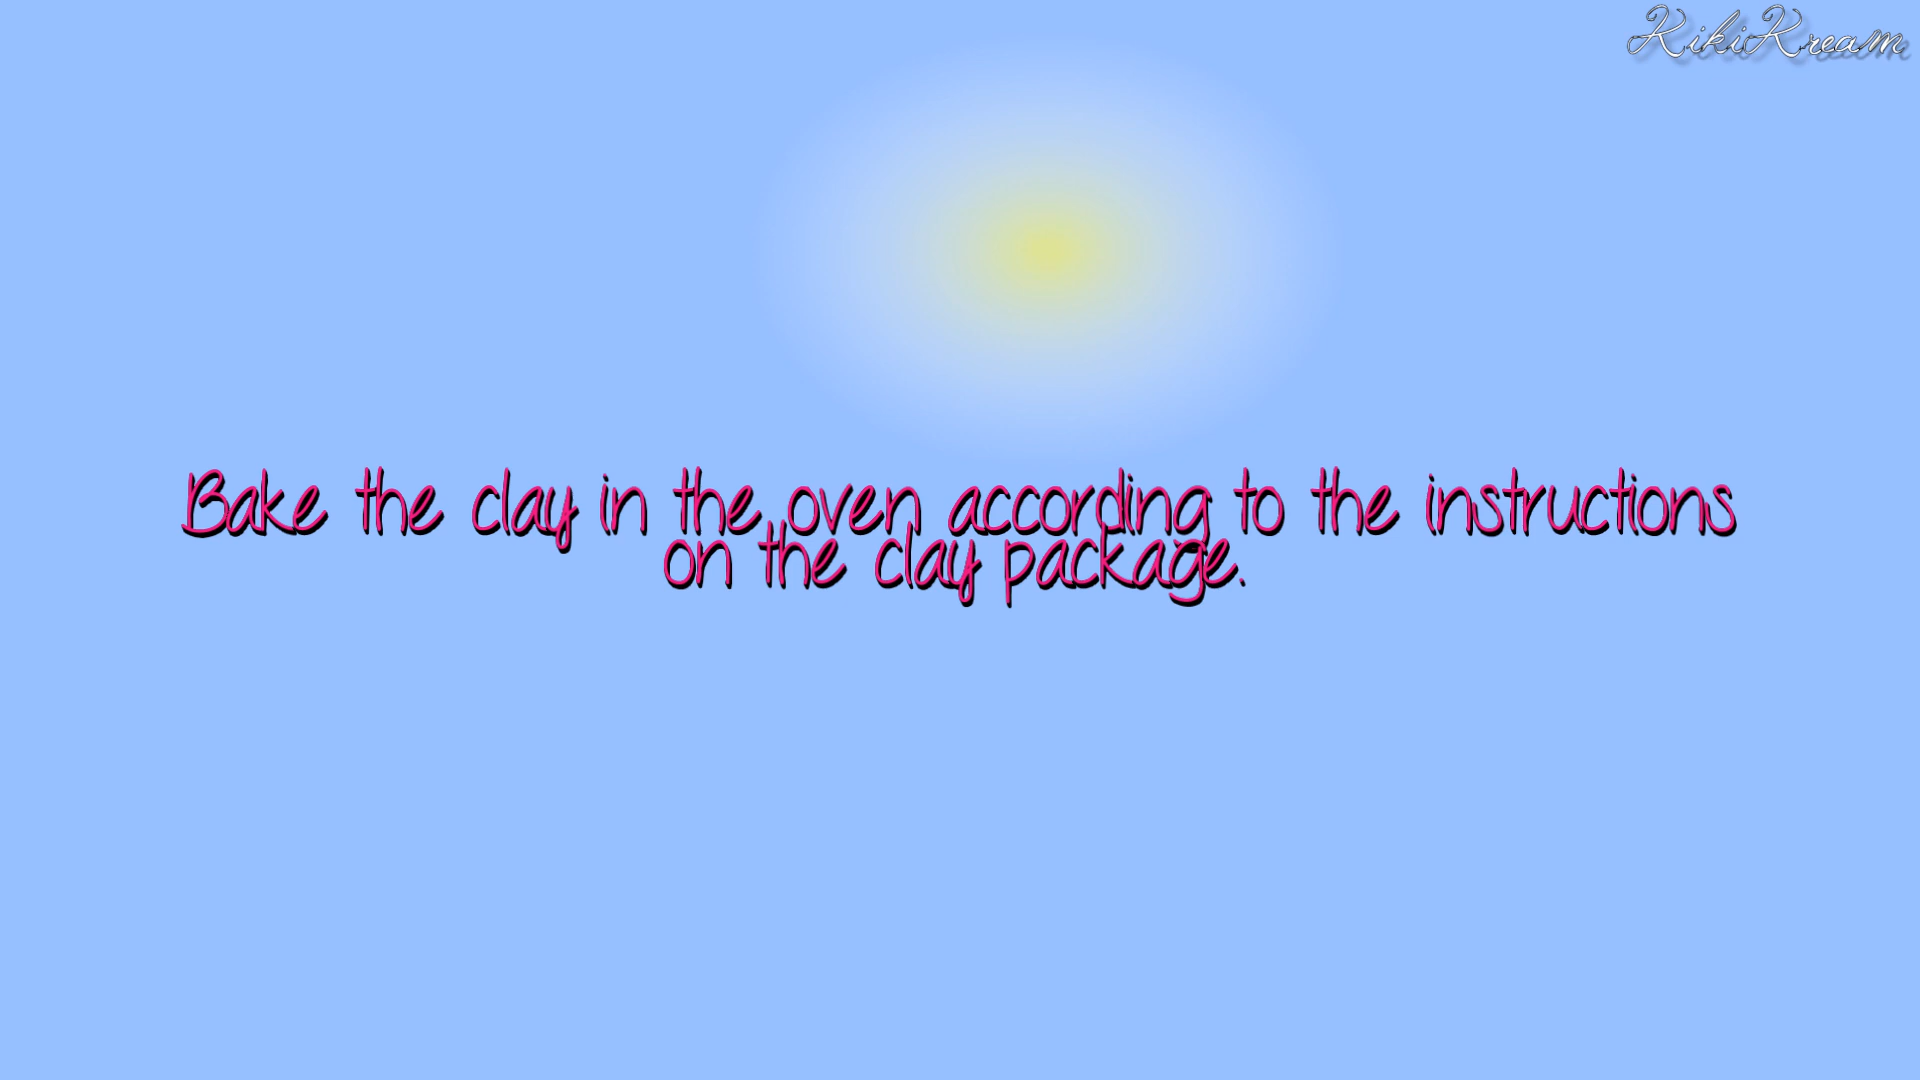 KikiKream
Bake the clay in the oven according to the instructions
on the clay package.